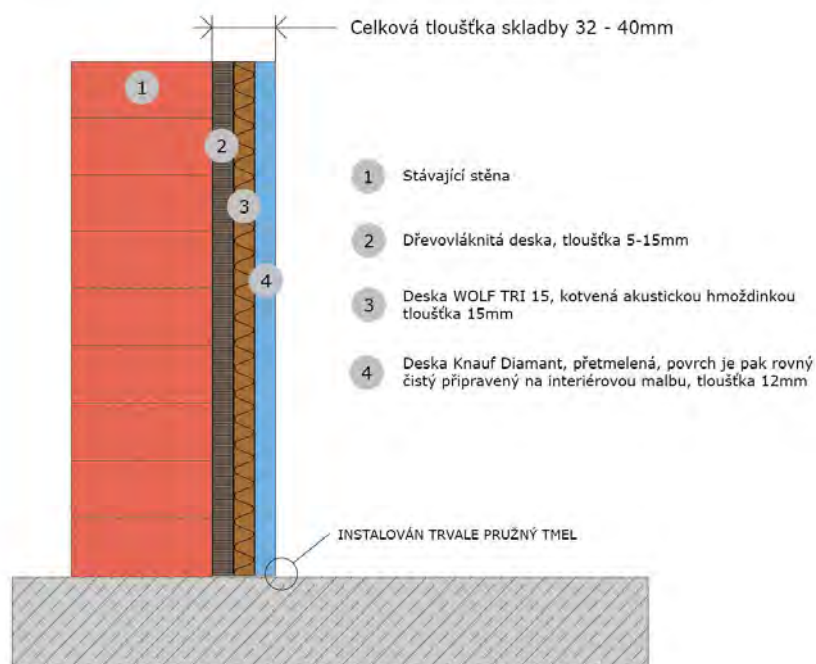 Celková tloušťka skladby 32 - 40mm
1
2
3
4
1 Stávající stěna
2 Dřevovláknitá deska, tloušťka 5-15mm
3 Deska WOLF TRI 15, kotvená akustickou hmoždinkou
tloušťka 15mm
4 Deska Knauf Diamant, přetmelená, povrch je pak rovný
čistý připravený na interiérovou malbu, tloušťka 12mm
INSTALOVÁN TRVALE PRUŽNÝ TMEL